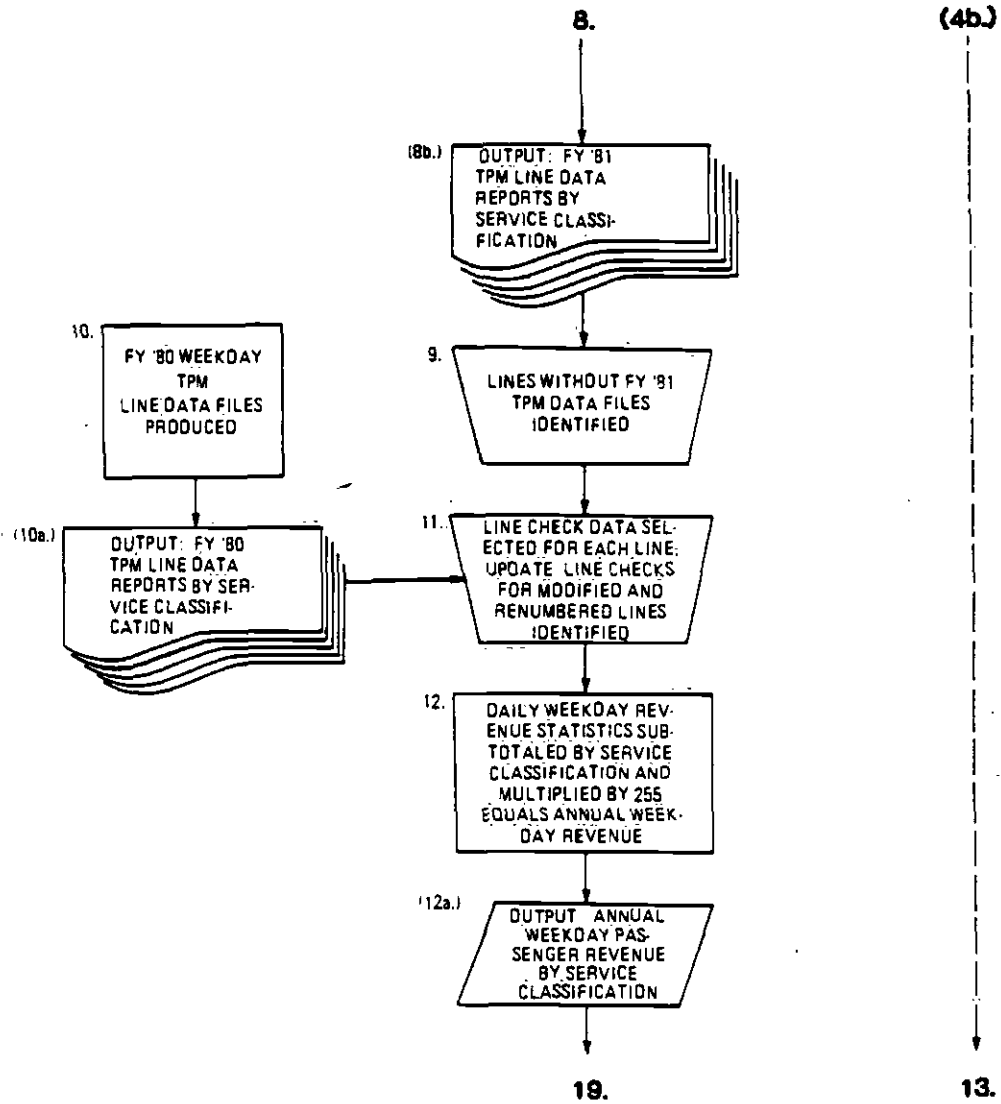 8.
(4b.)
(8b.)
OUTPUT: FY '81
TPM LINE DATA
REPORTS BY
SERVICE CLASSI-
FICATION
10.
FY '80 WEEKDAY
TPM
LINE DATA FILES
PRODUCED
9.
LINES WITHOUT FY '81
TPM DATA FILES
IDENTIFIED
(10a.)
OUTPUT: FY '80
TPM LINE DATA
REPORTS BY SER-
VICE CLASSIFI-
CATION
11.
LINE CHECK DATA SEL-
ECTED FOR EACH LINE;
UPDATE LINE CHECKS
FOR MODIFIED AND
RENUMBERED LINES
IDENTIFIED
12.
DAILY WEEKDAY REV-
ENUE STATISTICS SUB-
TOTALED BY SERVICE
CLASSIFICATION AND
MULTIPLIED BY 255
EQUALS ANNUAL WEEK-
DAY REVENUE
(12a.)
OUTPUT ANNUAL
WEEKDAY PAS-
SENGER REVENUE
BY SERVICE
CLASSIFICATION
19.
13.